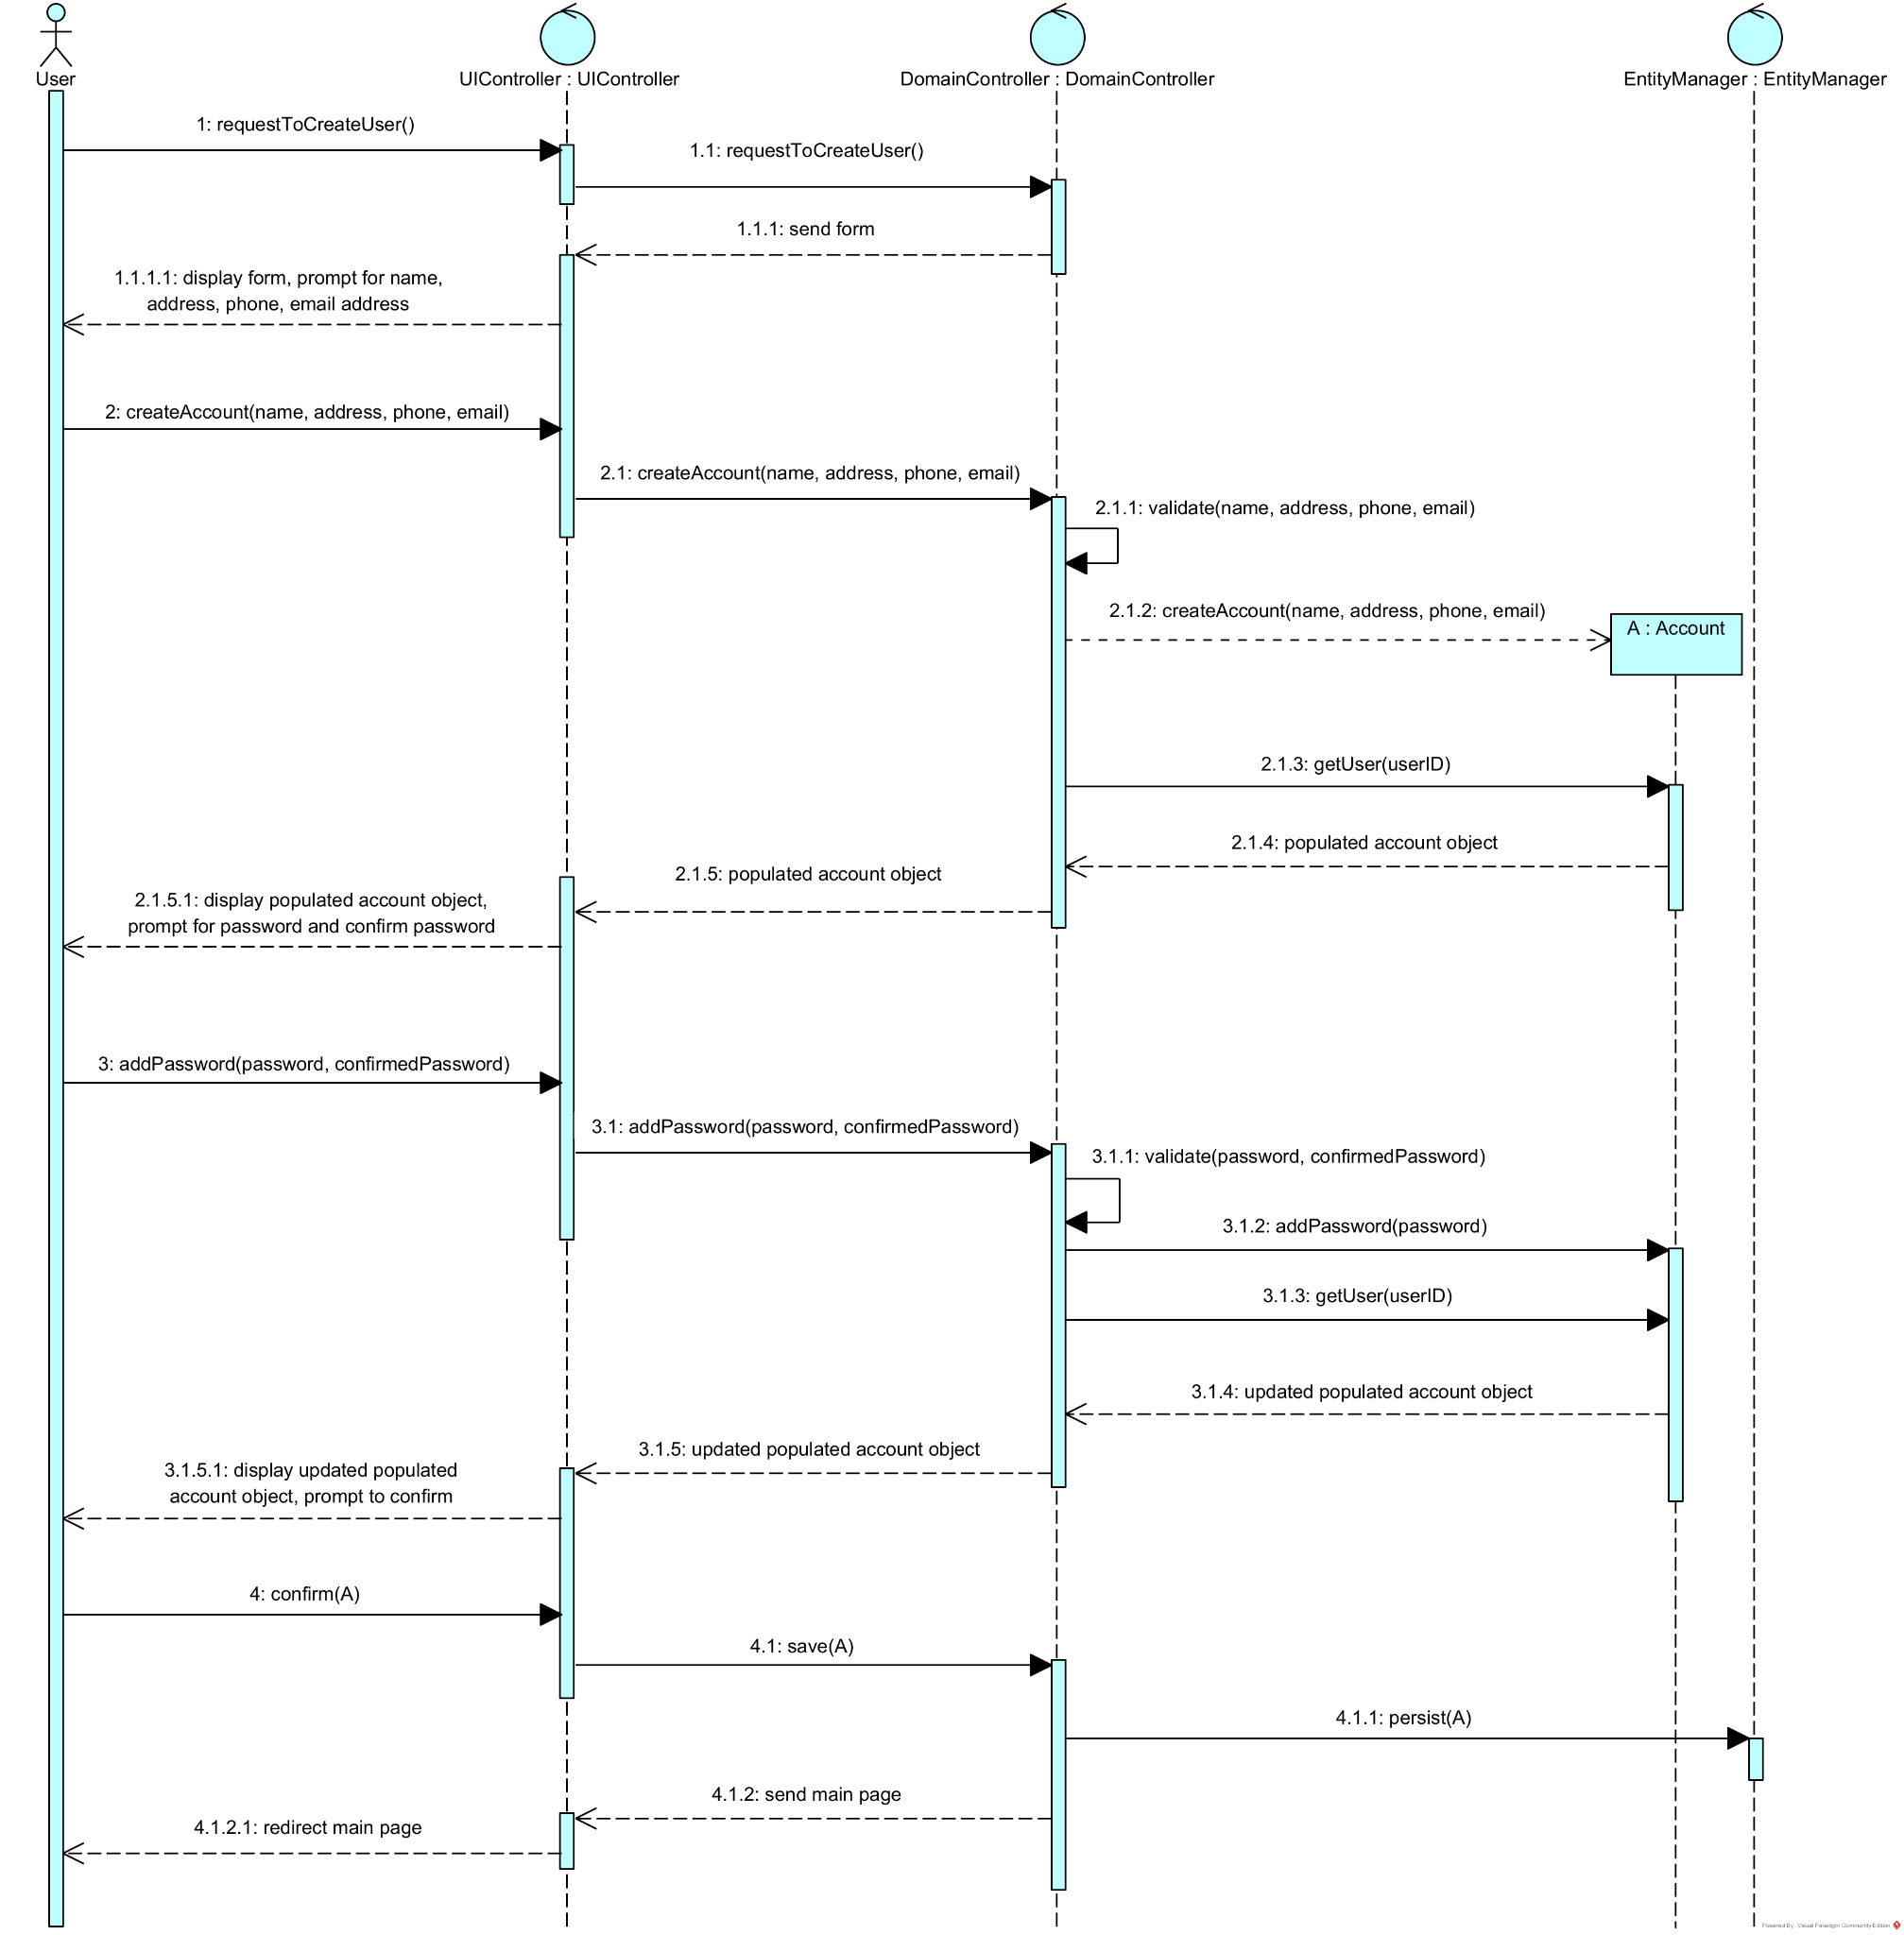 User
UIController : UIController
DomainController : DomainController
EntityManager : EntityManager
1: requestToCreateUser()
1.1: requestToCreateUser()
1.1.1: send form
1.1.1.1: display form, prompt for name,
address, phone, email address
2: createAccount(name, address, phone, email)
2.1: createAccount(name, address, phone, email)
2.1.1: validate(name, address, phone, email)
2.1.2: createAccount(name, address, phone, email)
A : Account
2.1.3: getUser(userID)
2.1.4: populated account object
2.1.5: populated account object
2.1.5.1: display populated account object,
prompt for password and confirm password
3: addPassword(password, confirmedPassword)
3.1: addPassword(password, confirmedPassword)
3.1.1: validate(password, confirmedPassword)
3.1.2: addPassword(password)
3.1.3: getUser(userID)
3.1.4: updated populated account object
3.1.5: updated populated account object
3.1.5.1: display updated populated
account object, prompt to confirm
4: confirm(A)
4.1: save(A)
4.1.1: persist(A)
4.1.2: send main page
4.1.2.1: redirect main page
Powered By : Visual Paradigm Community Edition